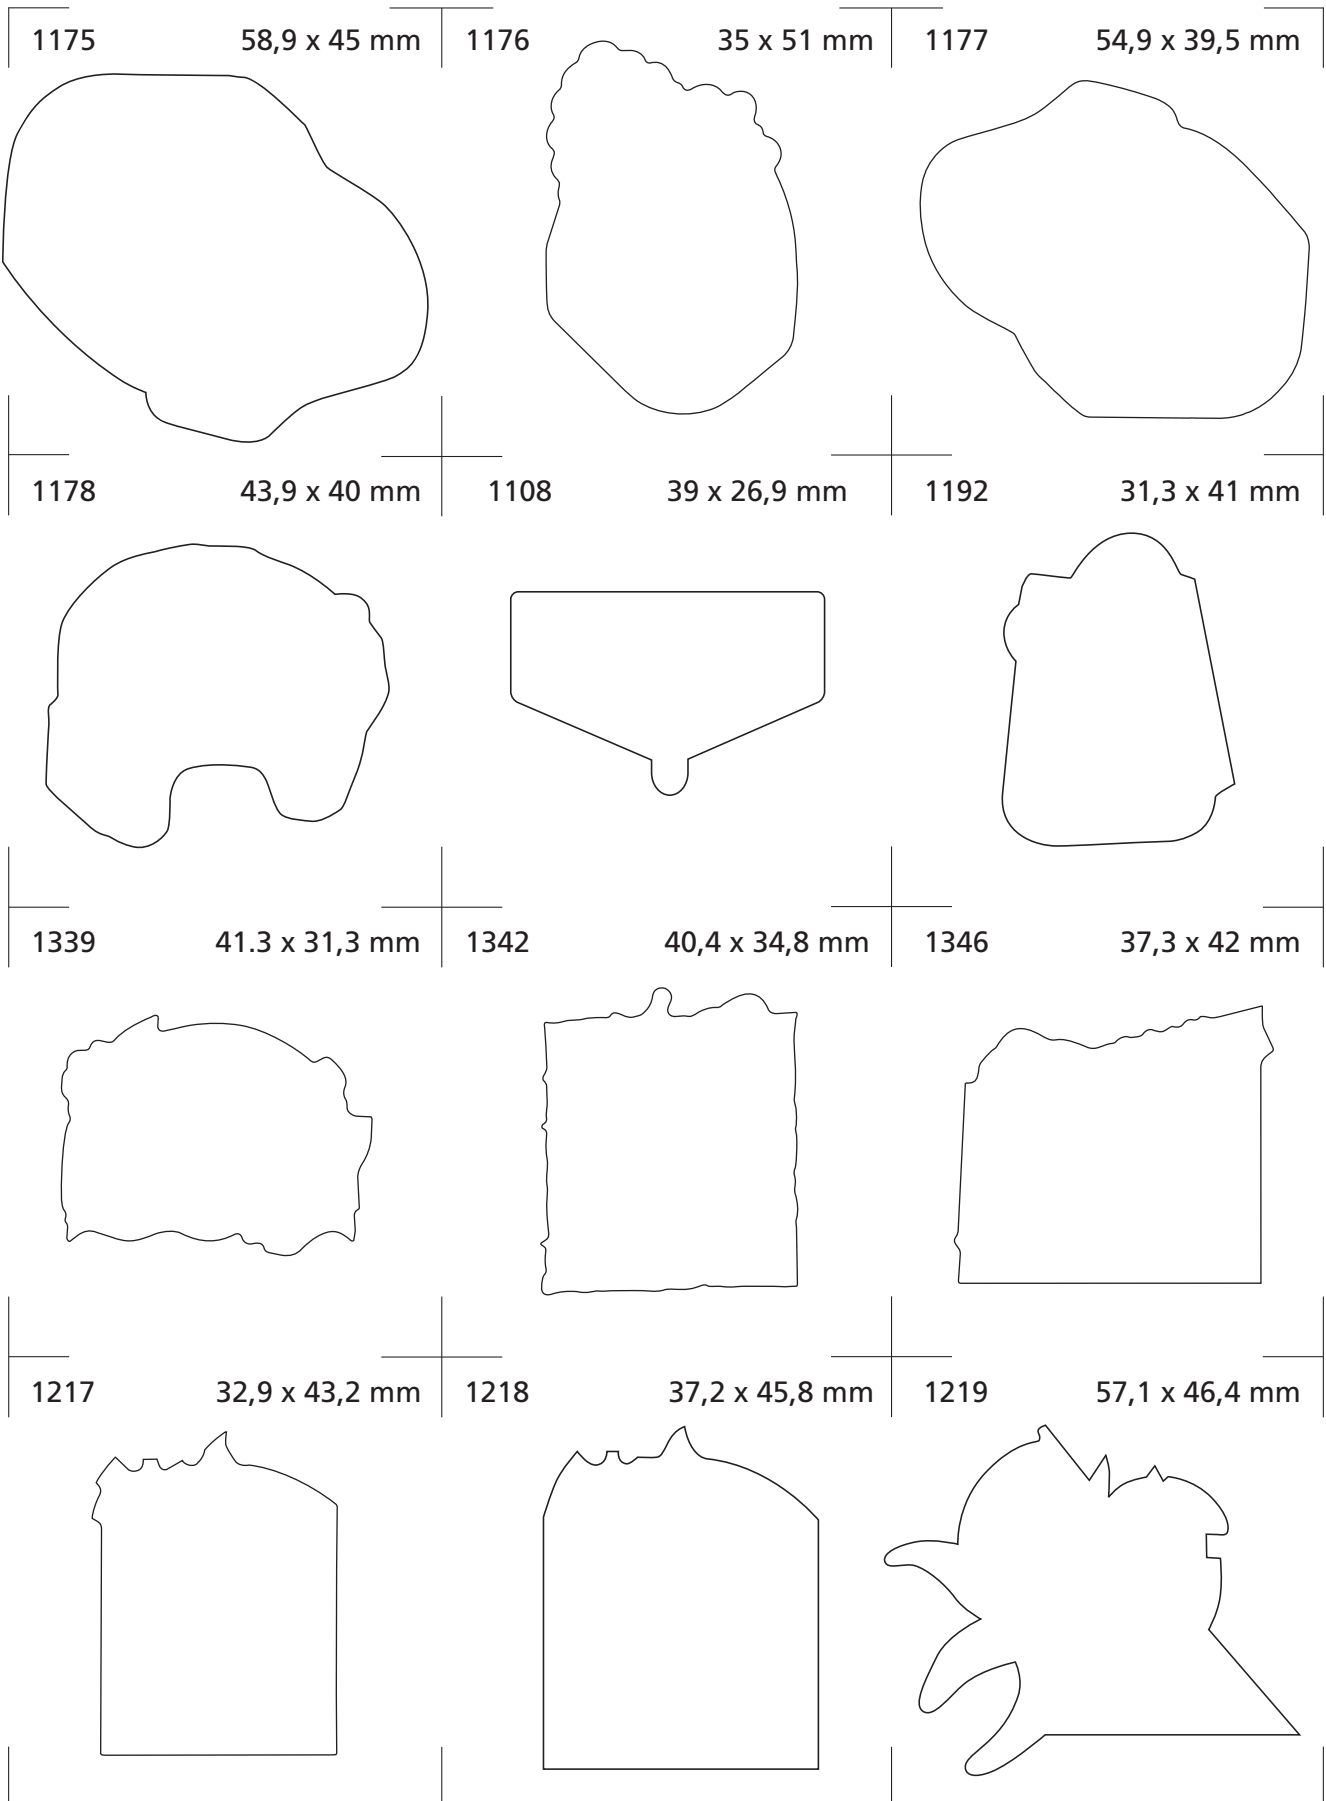 1175 58,9 x 45 mm 1176 35 x 51 mm 1177 54,9 x 39,5 mm
1178 43,9 x 40 mm 1108 39 x 26,9 mm 1192 31,3 x 41 mm
1339 41.3 x 31,3 mm 1342 40,4 x 34,8 mm 1346 37,3 x 42 mm
1217 32,9 x 43,2 mm 1218 37,2 x 45,8 mm 1219 57,1 x 46,4 mm